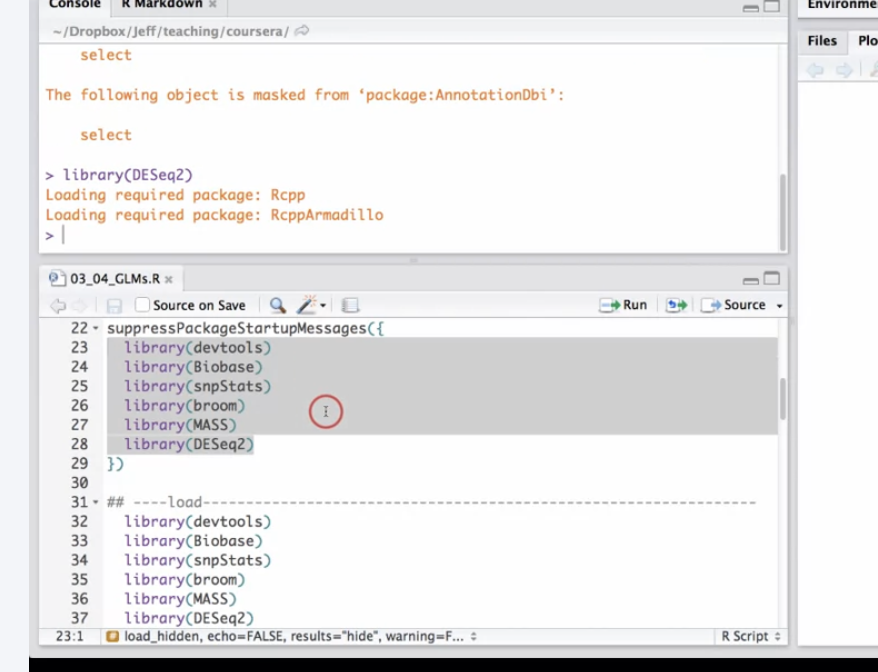 Console R Markdown Environme
~/Dropbox/Jeff/teaching/coursera/
Files Plo
select
The following object is masked from ‘package:AnnotationDbi’:
select
> library(DESeq2)
Loading required package: Rcpp
Loading required package: RcppArmadillo
>
03_04_GLMs.R
Source on Save Run Source
22 suppressPackageStartupMessages({
23 library(devtools)
24 library(Biobase)
25 library(snpStats)
26 library(broom)
27 library(MASS)
28 library(DESeq2)
29 })
30
31 ## ----load----------------------------------------------------------------
32 library(devtools)
33 library(Biobase)
34 library(snpStats)
35 library(broom)
36 library(MASS)
37 library(DESeq2)
23:1 load_hidden, echo=FALSE, results="hide", warning=F... R Script